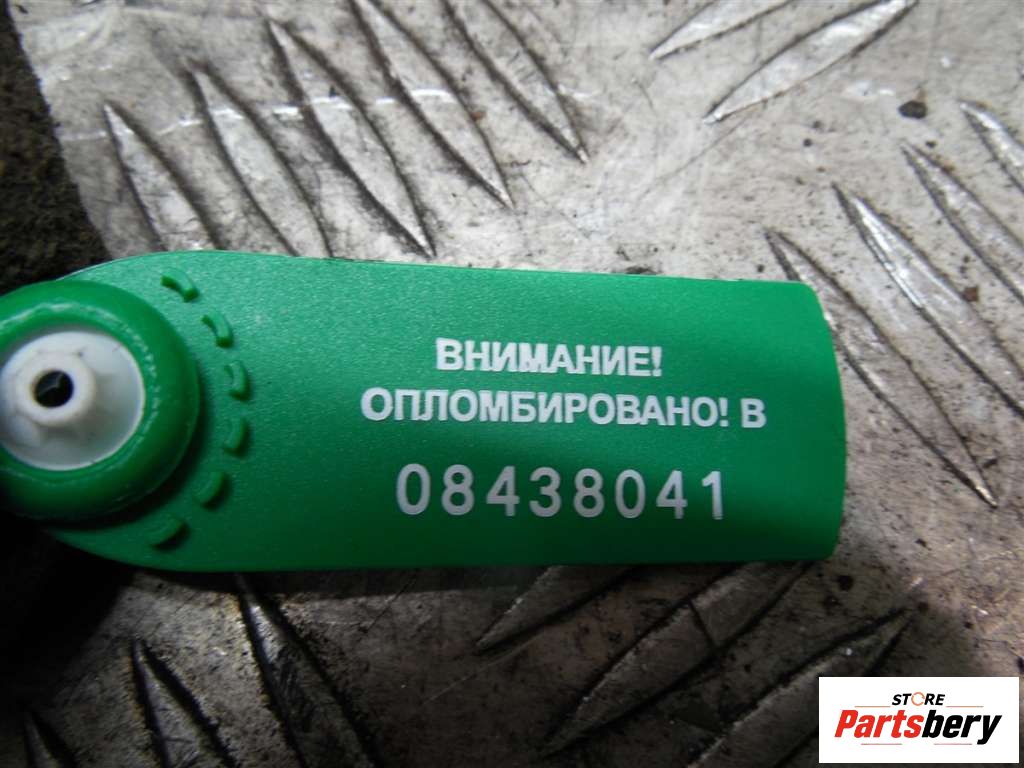 ВНИМАНИЕ!
ОПЛОМБИРОВАНО! В
08438041
STORE
Partsbery